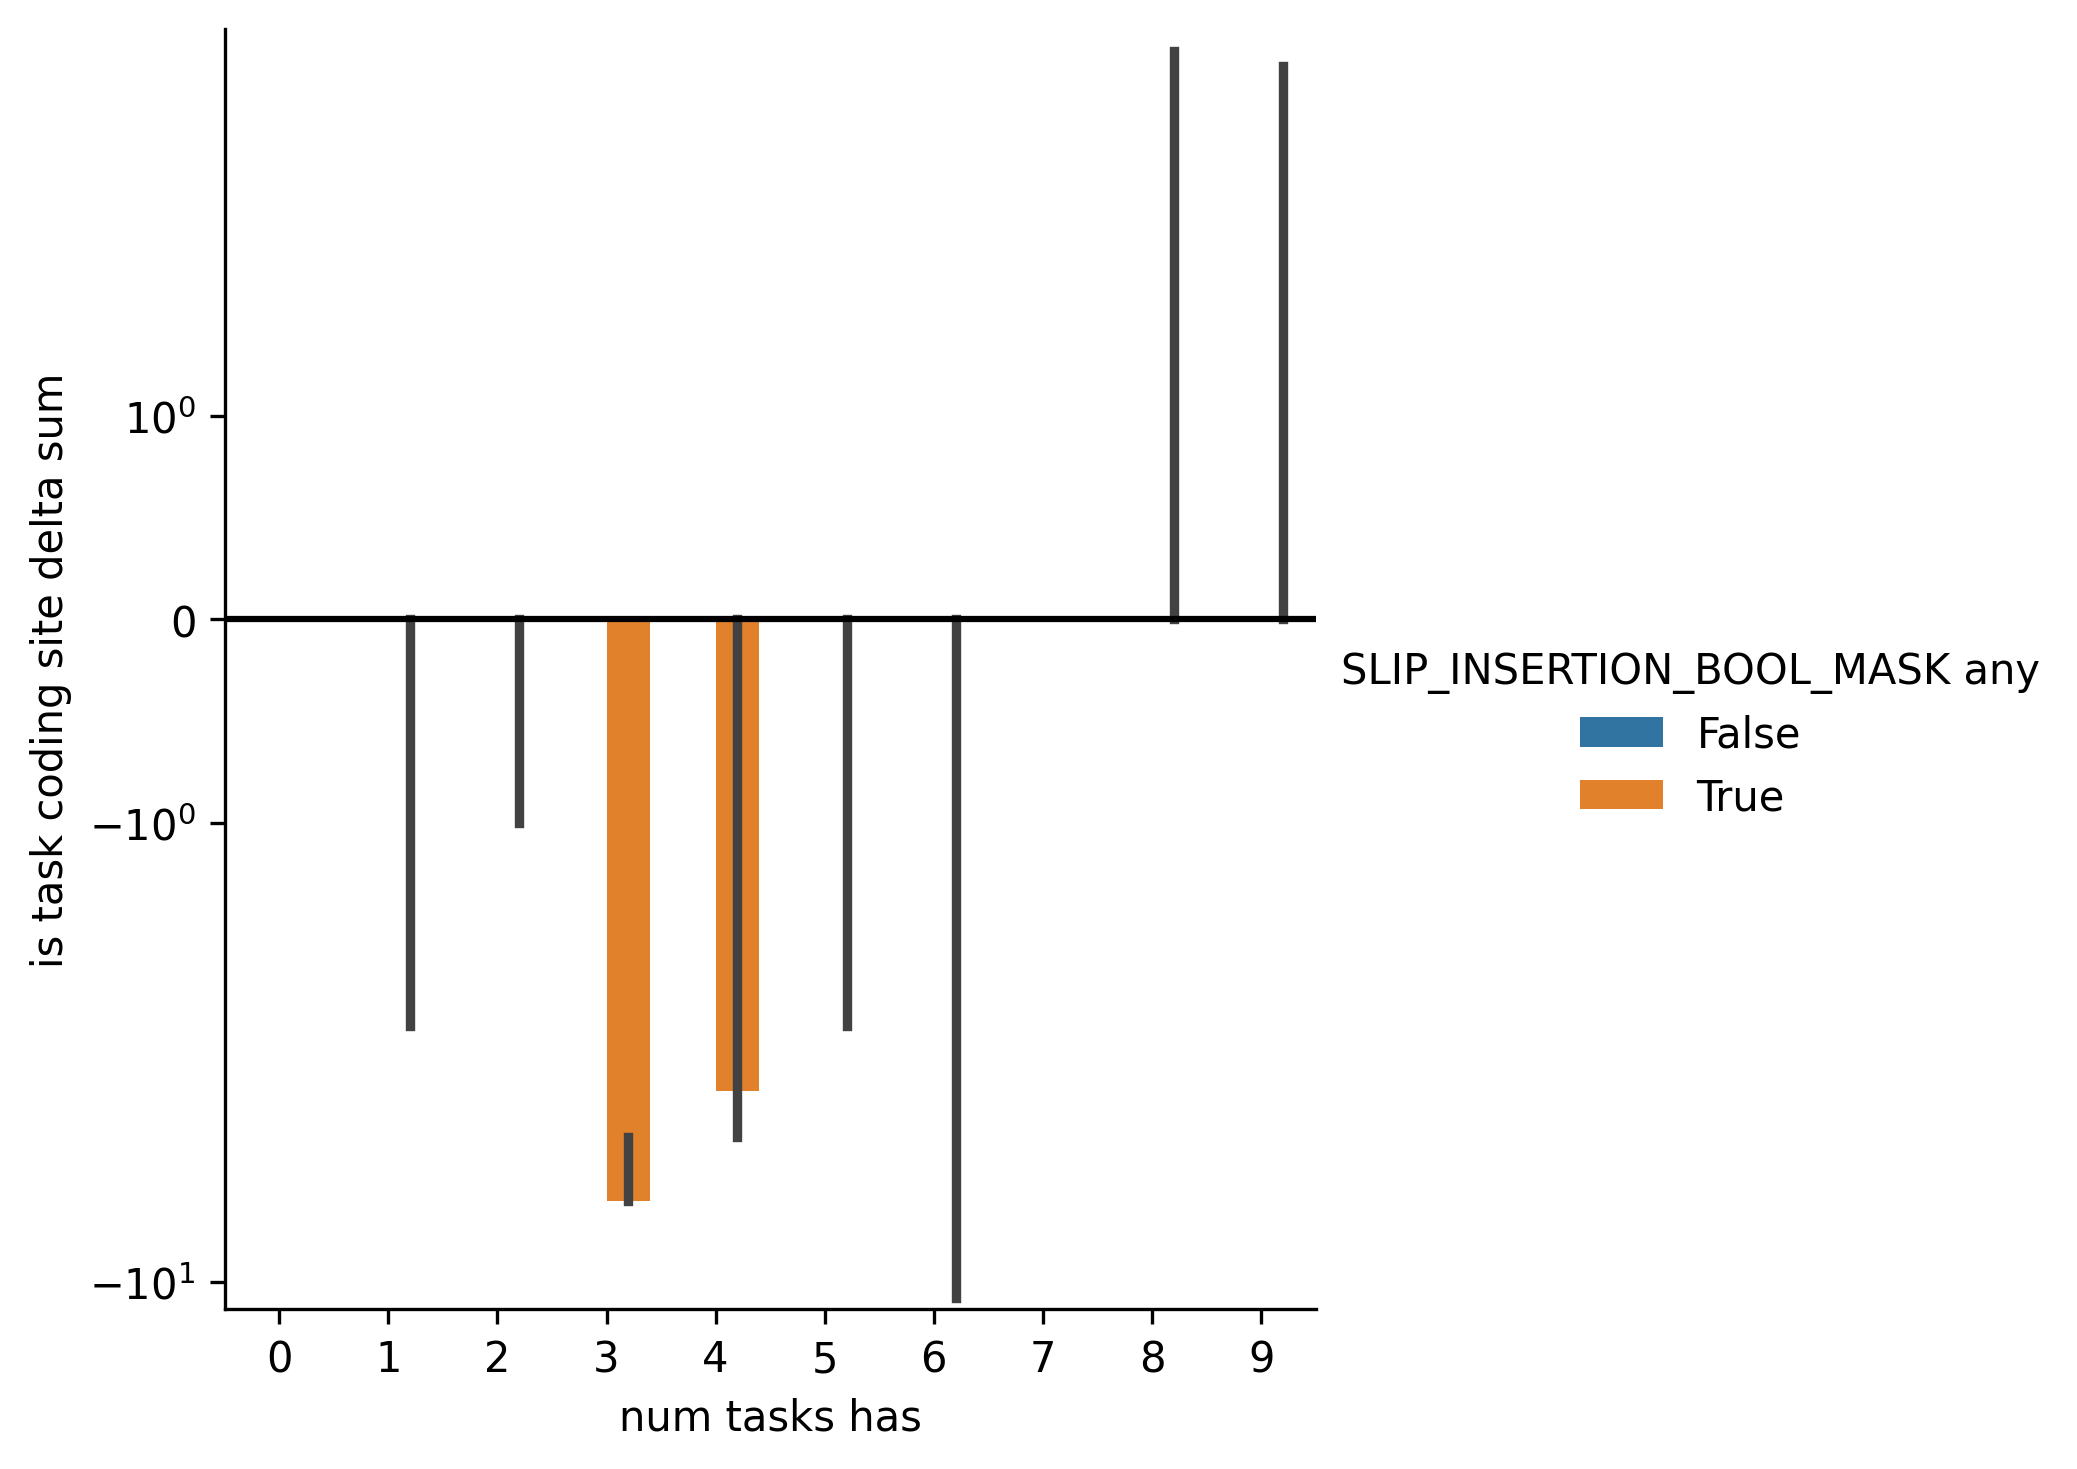 is task coding site delta sum
10⁰
0
−10⁰
−10¹
0 1 2 3 4 5 6 7 8 9
num tasks has
SLIP_INSERTION_BOOL_MASK any
False
True